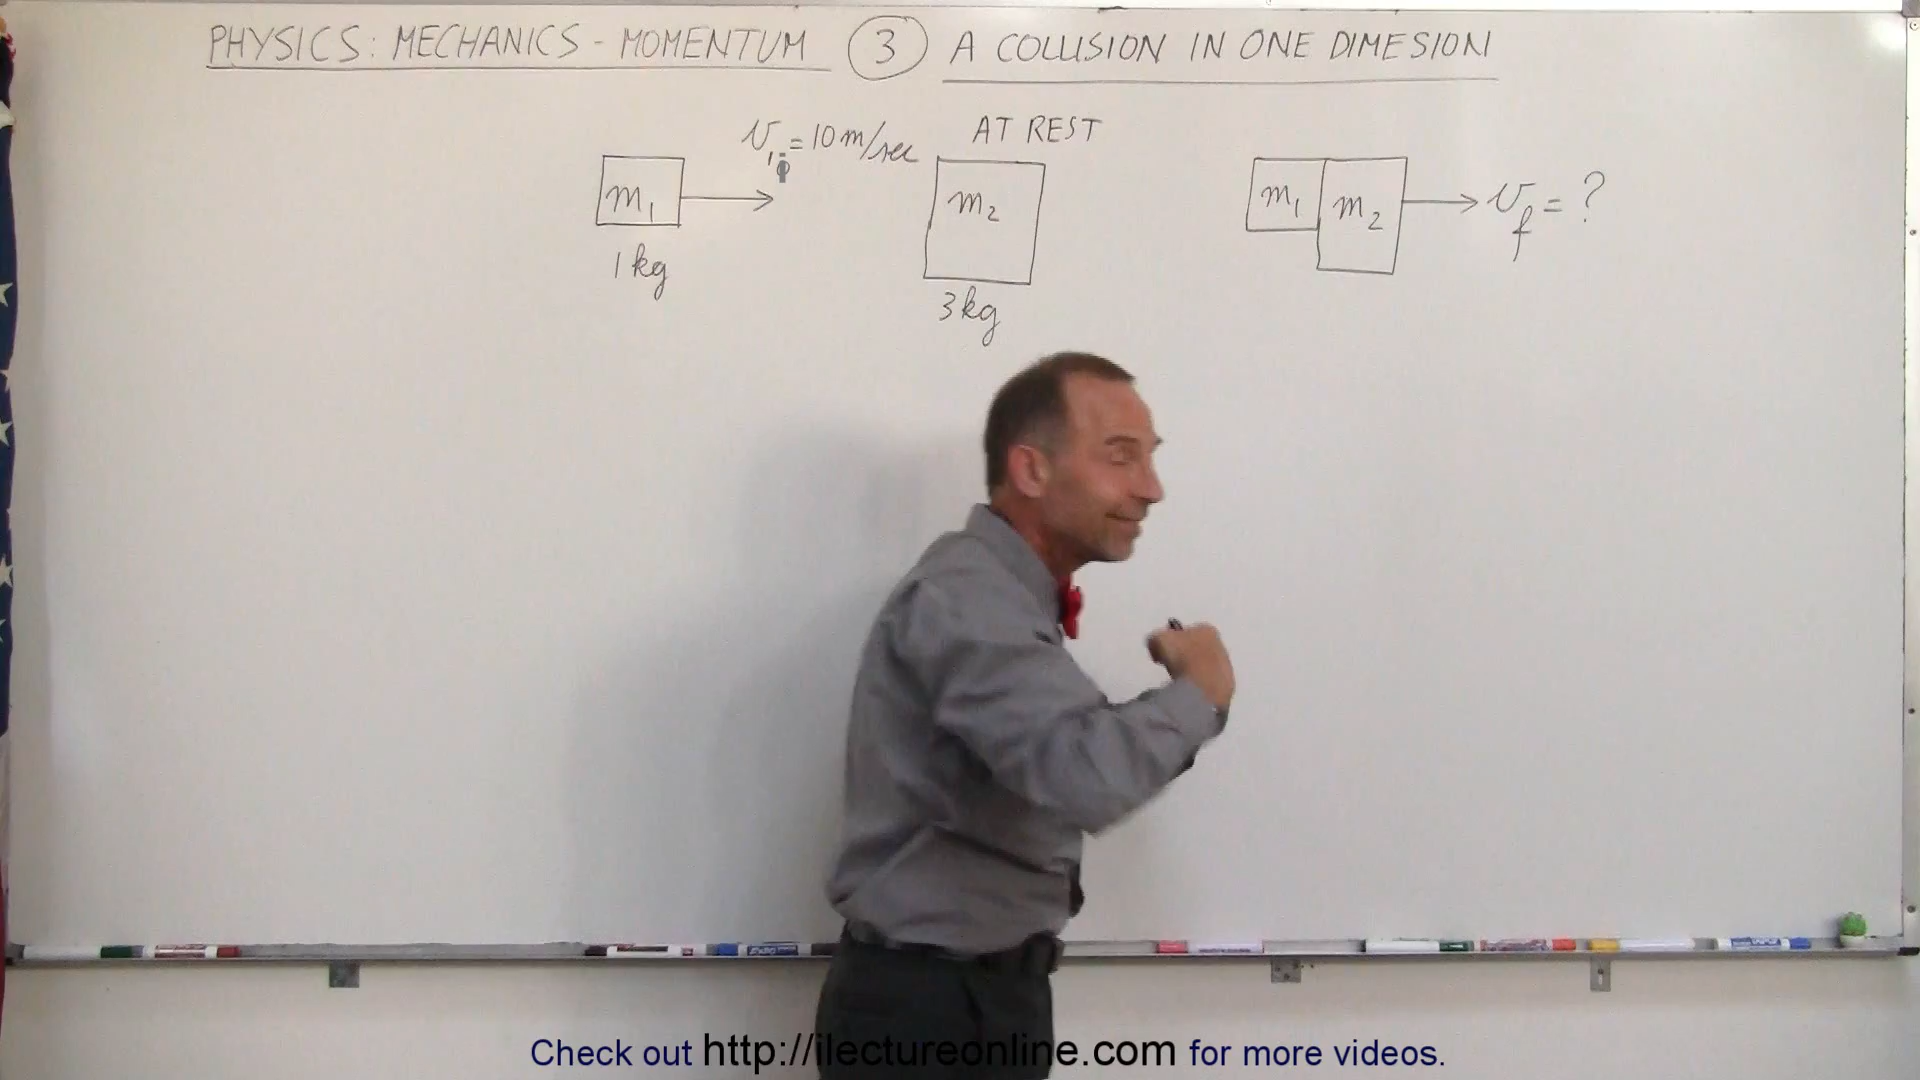 PHYSICS: MECHANICS - MOMENTUM 3 A COLLISION IN ONE DIMESION
v₁ᵢ = 10 m/sec
AT REST
m₁
m₂
m₁ m₂ v_f = ?
1 kg
3 kg
Check out http://ilectureonline.com for more videos.